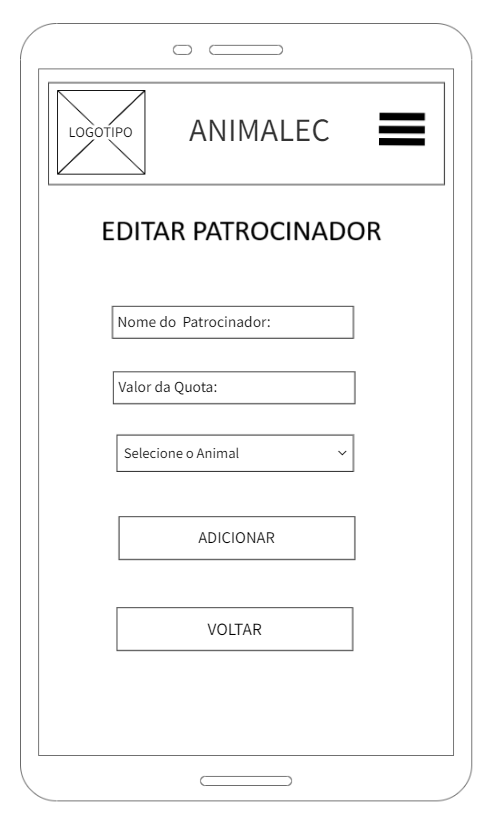 LOGOTIPO
ANIMALEC
EDITAR PATROCINADOR
Nome do Patrocinador:
Valor da Quota:
Selecione o Animal
ADICIONAR
VOLTAR